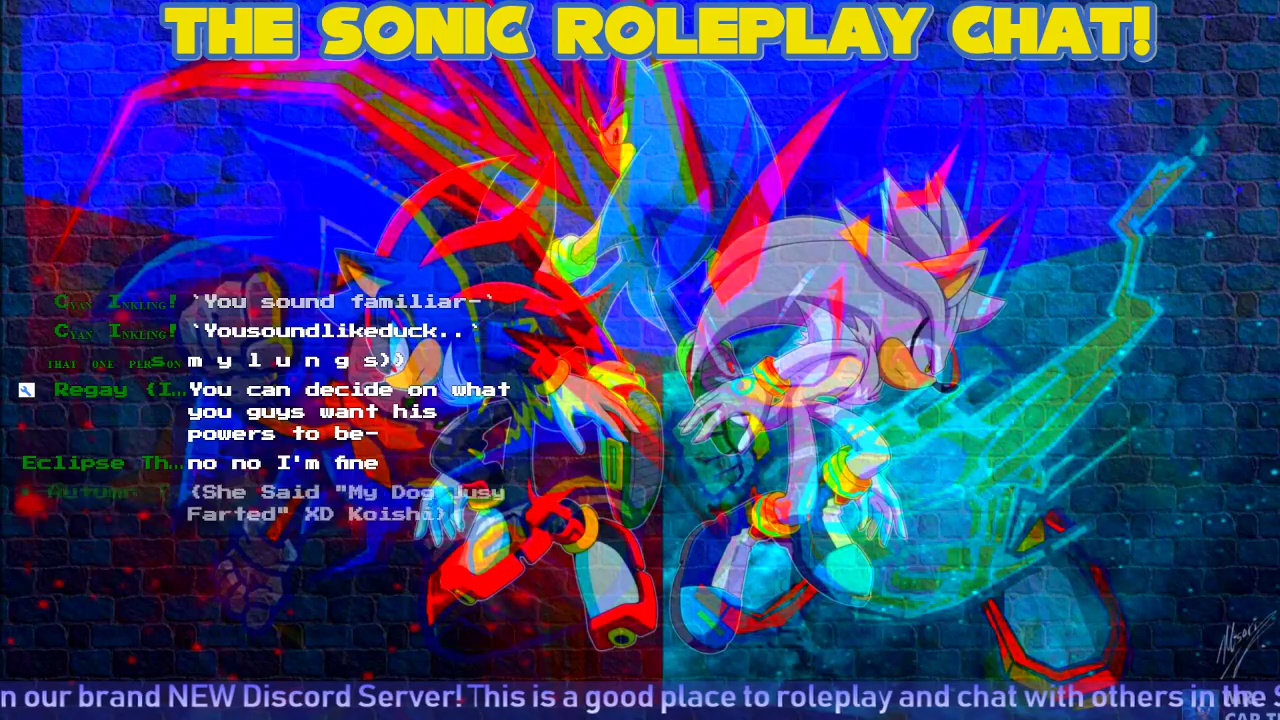 THE SONIC ROLEPLAY CHAT!
Cyan Inkling! `You sound familiar-`
Cyan Inkling! `Yousoundlikeduck..`
THAT ONE PERSON m y l u n g s))
Regay (I... You can decide on what
you guys want his
powers to be-
Eclipse Th... no no I'm fine
Autumn (She Said "My Dog Jusy
Farted" XD Koishi)
n our brand NEW Discord Server! This is a good place to roleplay and chat with others in the S